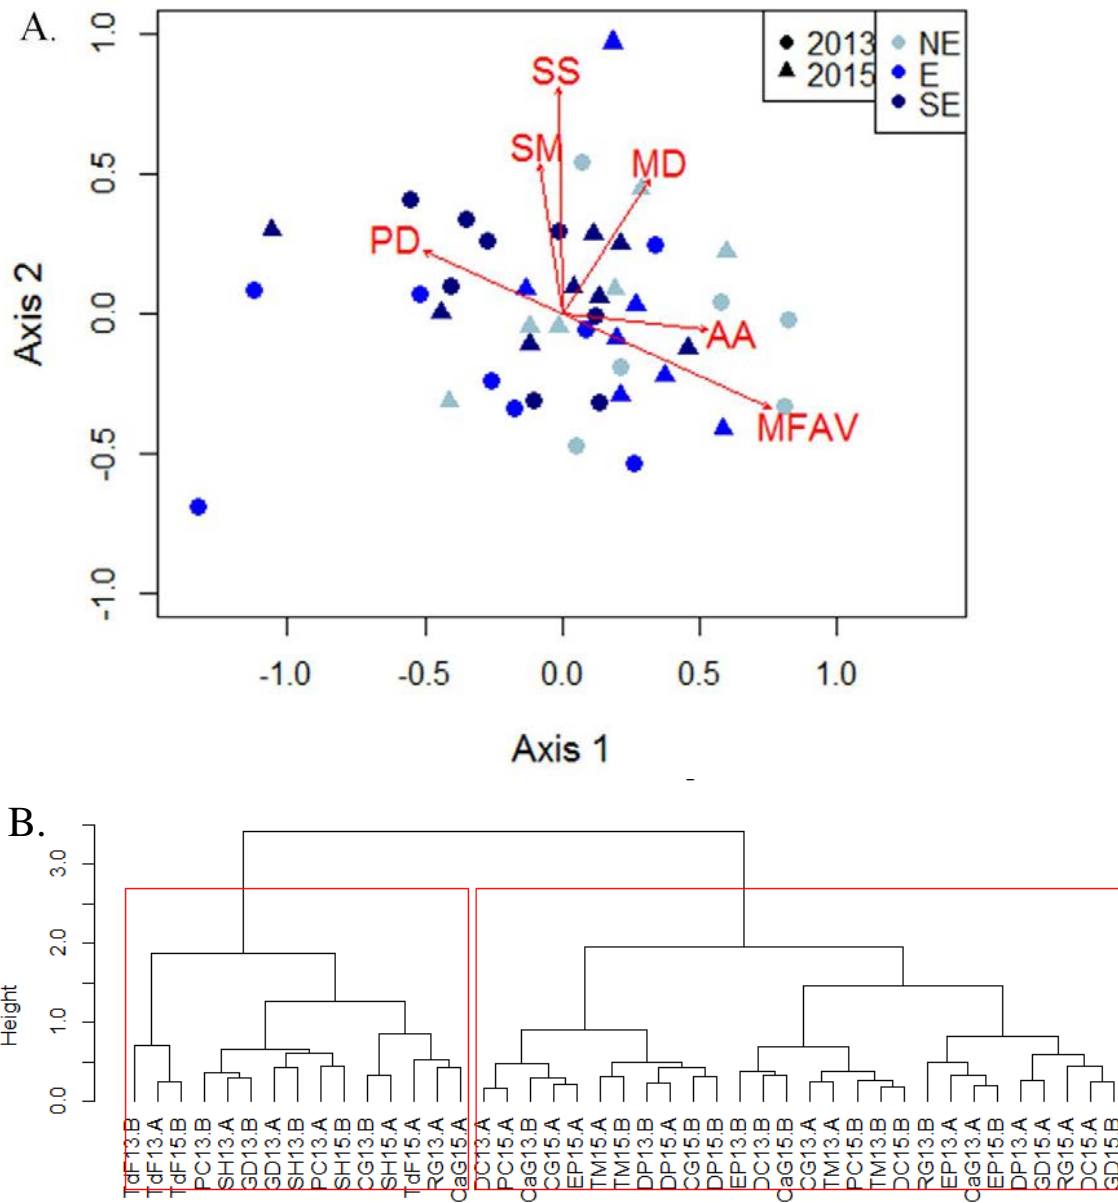 A.
1.0
0.5
0.0
-0.5
-1.0
Axis 2
2013
2015
NE
E
SE
SS
SM
MD
PD
AA
MFAV
-1.0
-0.5
0.0
0.5
1.0
Axis 1
B.
3.0
2.0
1.0
0.0
Height
TdF13.B
TdF13.A
TdF15.B
PC13.B
SH13.A
GD13.B
GD13.A
SH13.B
PC13.A
SH15.B
CG13.B
SH15.A
TdF15.A
RG13.A
CaG15.A
DC13.A
PC15.A
CaG13.B
CG15.A
EP15.A
TM15.A
TM15.B
DP13.B
DP15.A
CG15.B
DP15.B
EP13.B
DC13.B
CaG15.B
CG13.A
TM13.A
PC15.B
TM13.B
DC15.B
RG13.B
EP13.A
CaG13.A
EP15.B
DP13.A
GD15.A
RG15.A
DC15.A
GD15.B